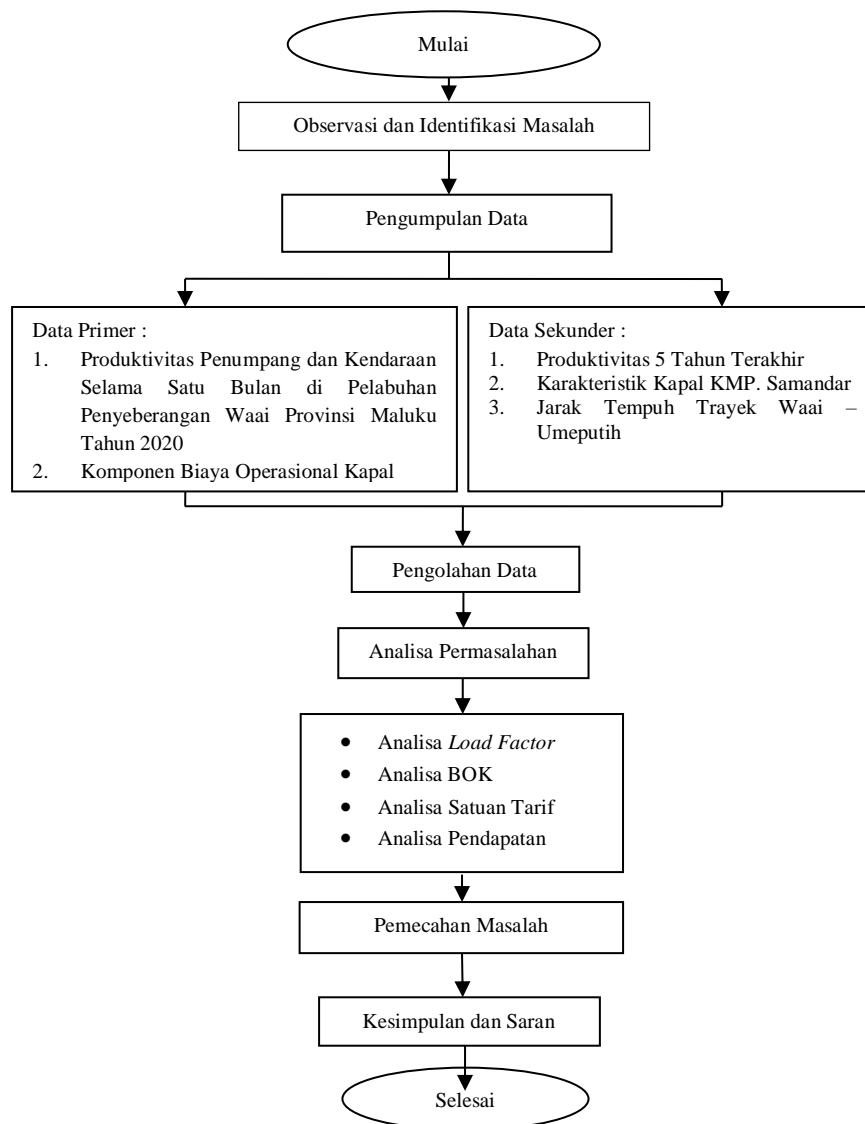 Mulai
Observasi dan Identifikasi Masalah
Pengumpulan Data
Data Primer :
1. Produktivitas Penumpang dan Kendaraan
Selama Satu Bulan di Pelabuhan
Penyeberangan Waai Provinsi Maluku
Tahun 2020
2. Komponen Biaya Operasional Kapal
Data Sekunder :
1. Produktivitas 5 Tahun Terakhir
2. Karakteristik Kapal KMP. Samandar
3. Jarak Tempuh Trayek Waai –
Umeputih
Pengolahan Data
Analisa Permasalahan
• Analisa Load Factor
• Analisa BOK
• Analisa Satuan Tarif
• Analisa Pendapatan
Pemecahan Masalah
Kesimpulan dan Saran
Selesai